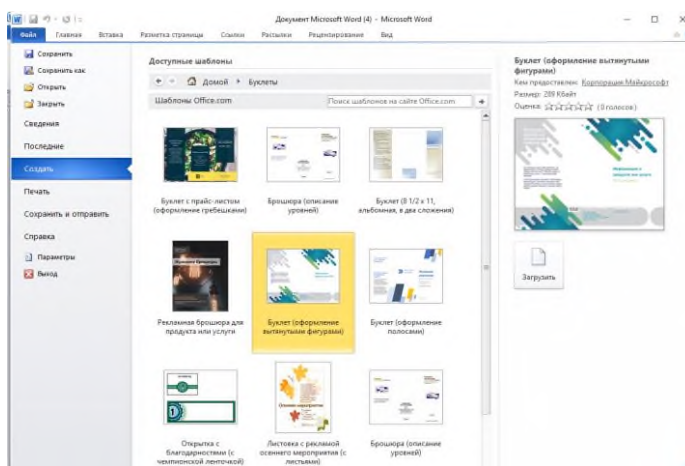 Документ Microsoft Word (4) - Microsoft Word
Файл Главная Вставка Разметка страницы Ссылки Рассылки Рецензирование Вид
Сохранить
Сохранить как
Открыть
Закрыть
Сведения
Последние
Создать
Печать
Сохранить и отправить
Справка
Параметры
Выход
Доступные шаблоны
Домой
Буклеты
Шаблоны Office.com
Поиск шаблонов на сайте Office.com
Буклет с прайс-листом
(оформление гребешками)
Брошюра (описание
уровней)
Буклет (8 1/2 x 11,
альбомная, в два сложения)
Рекламная брошюра для
продукта или услуги
Буклет (оформление
вытянутыми фигурами)
Буклет (оформление
полосами)
Открытка с
благодарностями (с
чемпионской ленточкой)
Листовка с рекламой
осеннего мероприятия (с
листьями)
Брошюра (описание
уровней)
Буклет (оформление вытянутыми
фигурами)
Кем предоставлен: Корпорация Майкрософт
Размер: 289 Кбайт
Оценка: (0 голосов)
Загрузить